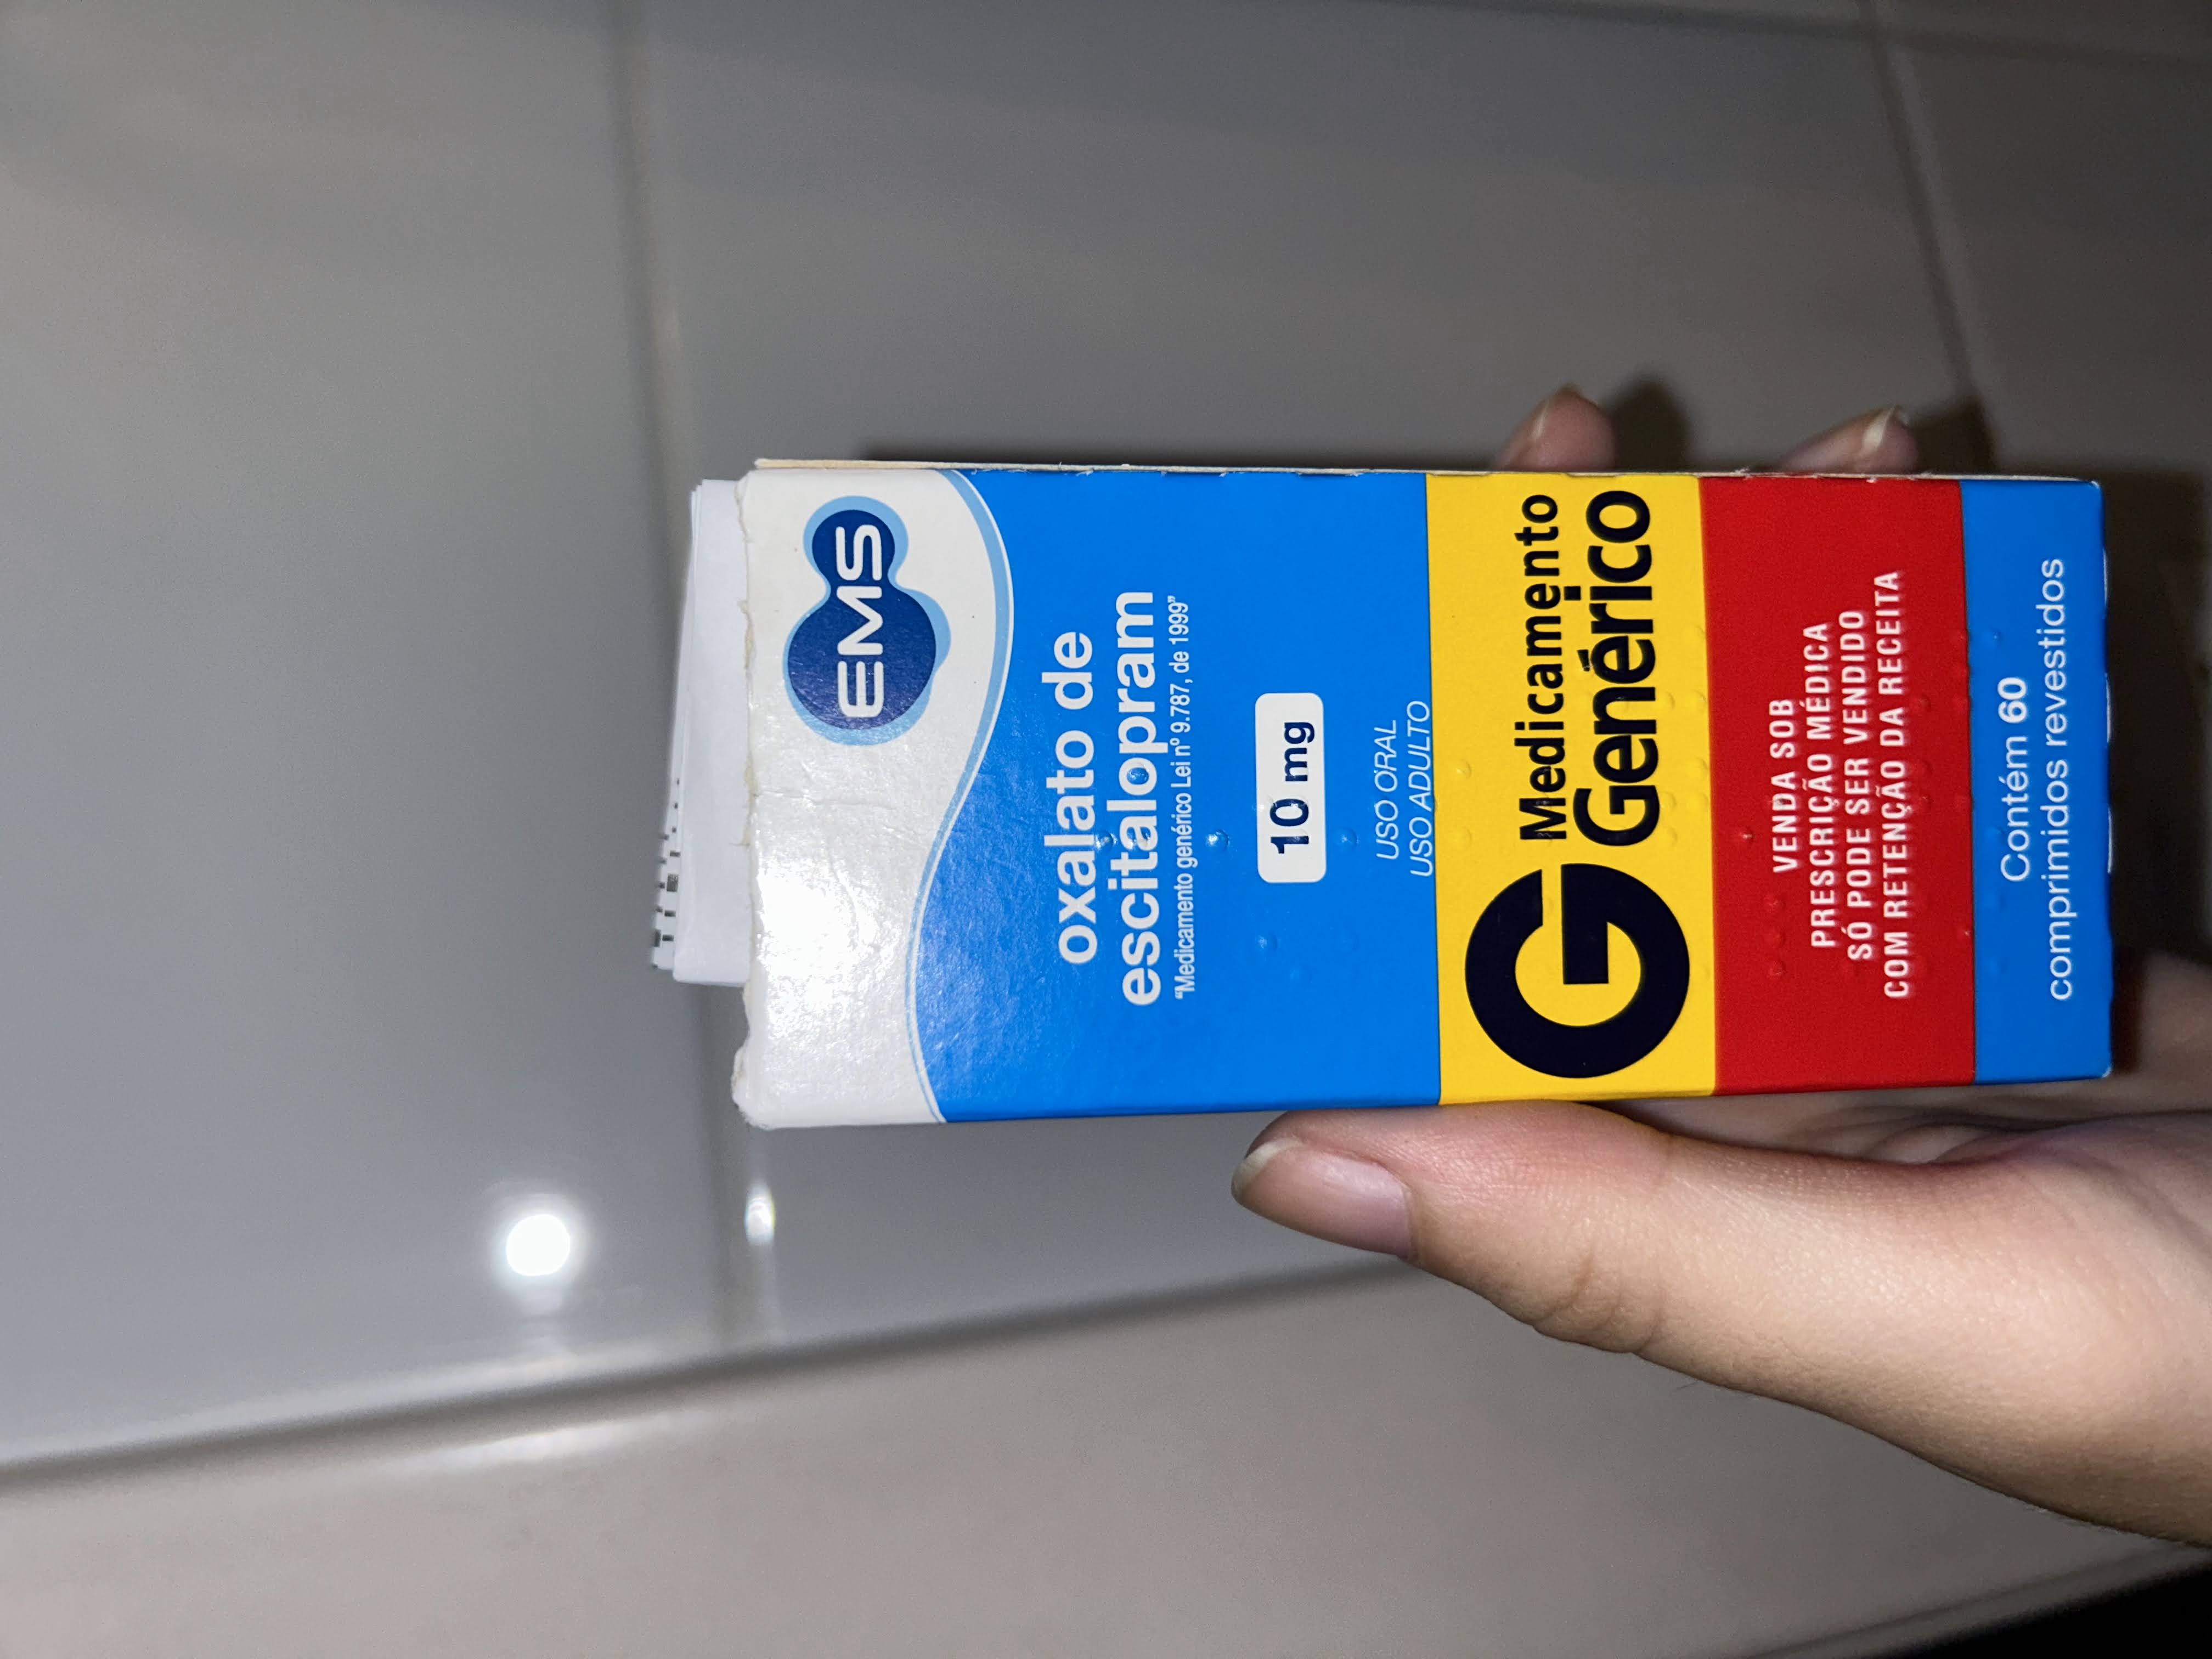 EMS
oxalato de
escitalopram
“Medicamento genérico Lei nº 9.787, de 1999”
10 mg
USO ORAL
USO ADULTO
G Medicamento
Genérico
VENDA SOB
PRESCRIÇÃO MÉDICA
SÓ PODE SER VENDIDO
COM RETENÇÃO DA RECEITA
Contém 60
comprimidos revestidos